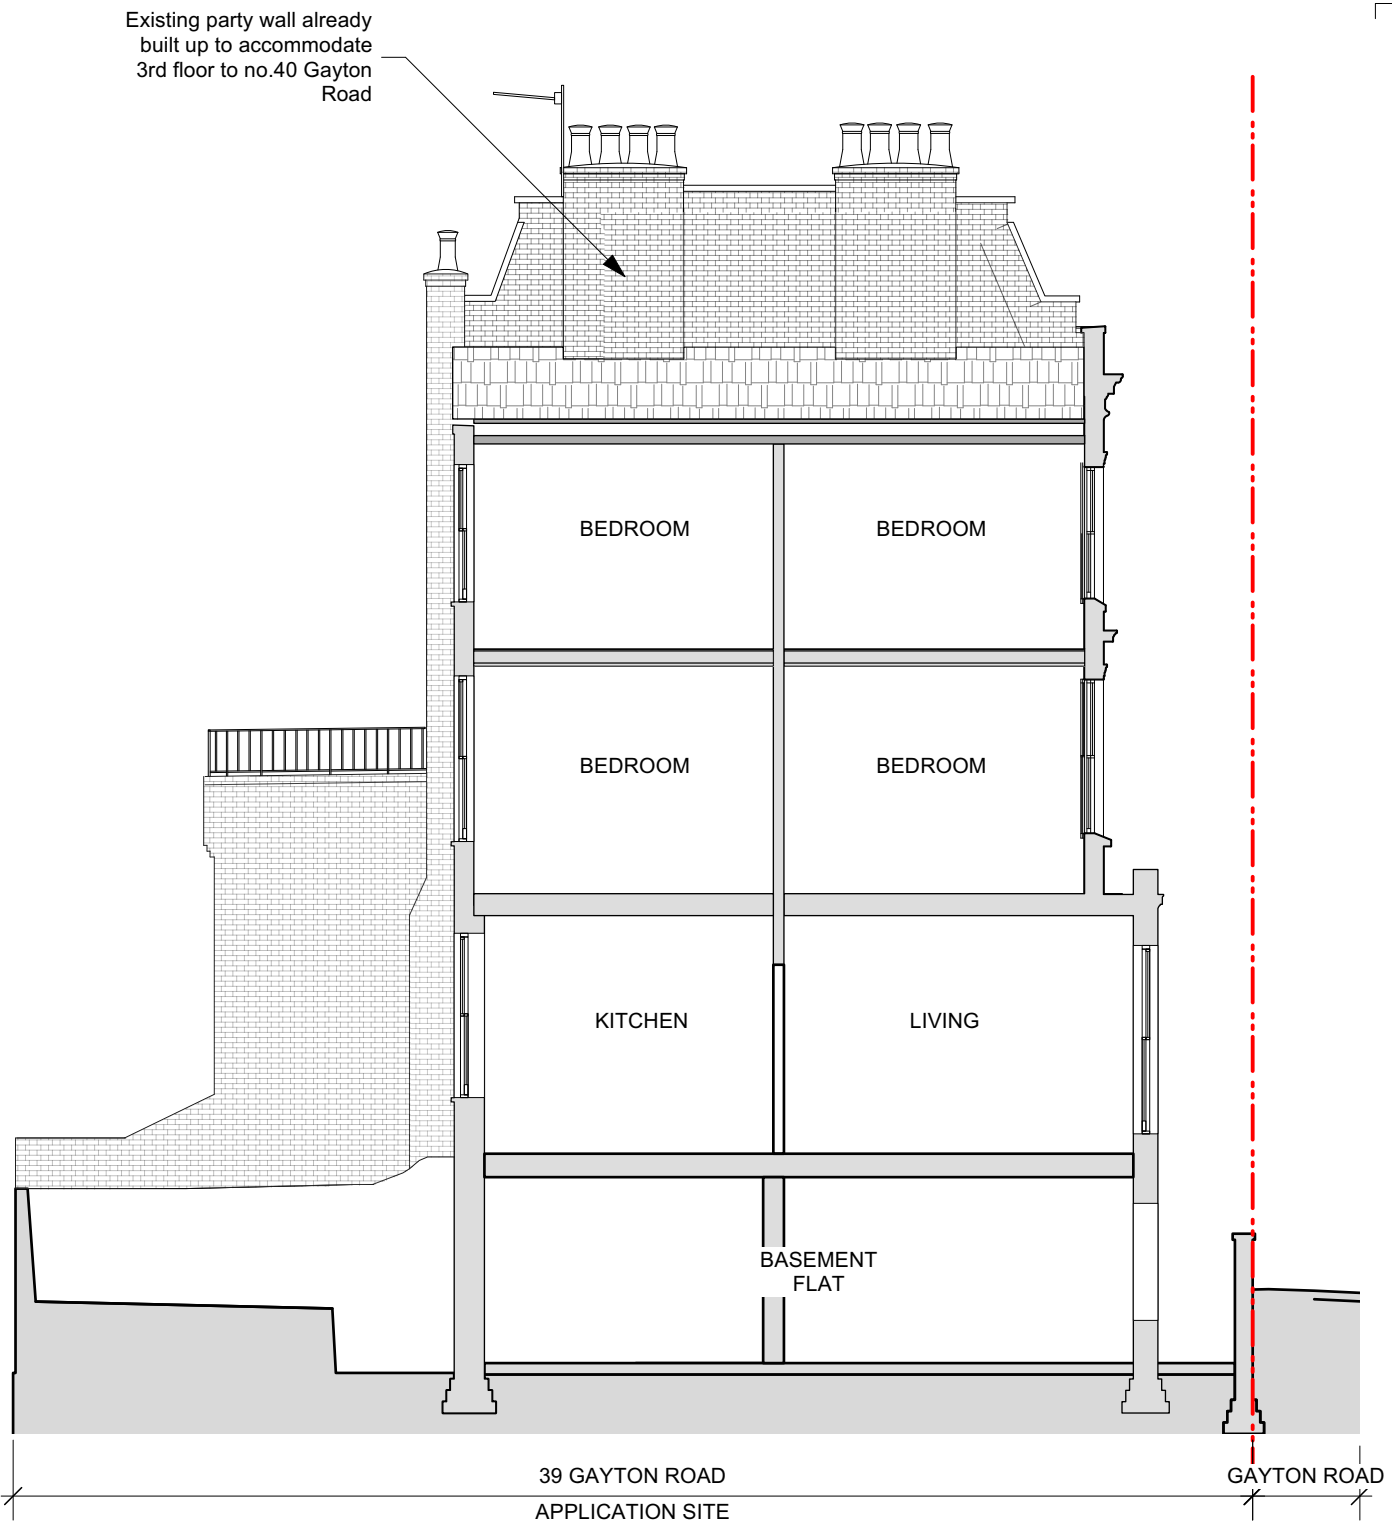 Existing party wall already
built up to accommodate
3rd floor to no.40 Gayton
Road
BEDROOM
BEDROOM
BEDROOM
BEDROOM
KITCHEN
LIVING
BASEMENT
FLAT
39 GAYTON ROAD
GAYTON ROAD
APPLICATION SITE